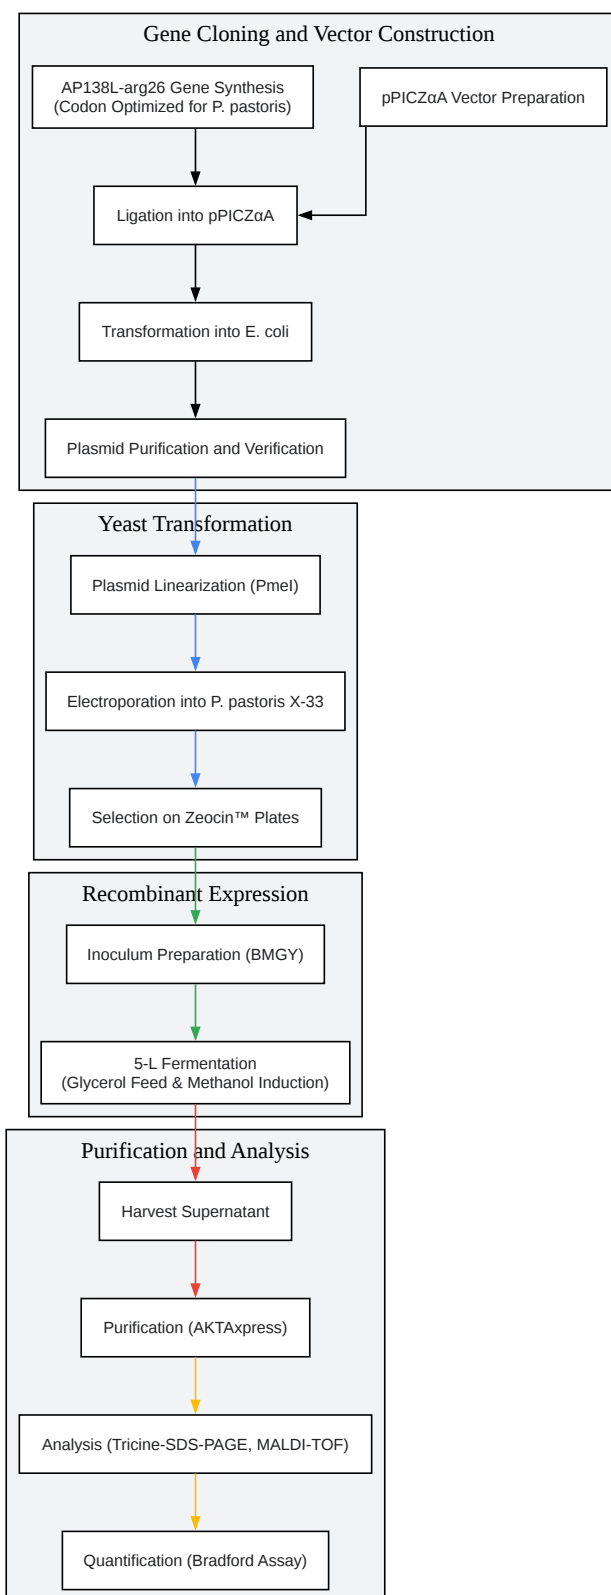 Gene Cloning and Vector Construction
AP138L-arg26 Gene Synthesis
(Codon Optimized for P. pastoris)
pPICZαA Vector Preparation
Ligation into pPICZαA
Transformation into E. coli
Plasmid Purification and Verification
Yeast Transformation
Plasmid Linearization (PmeI)
Electroporation into P. pastoris X-33
Selection on Zeocin™ Plates
Recombinant Expression
Inoculum Preparation (BMGY)
5-L Fermentation
(Glycerol Feed & Methanol Induction)
Purification and Analysis
Harvest Supernatant
Purification (AKTAxpress)
Analysis (Tricine-SDS-PAGE, MALDI-TOF)
Quantification (Bradford Assay)